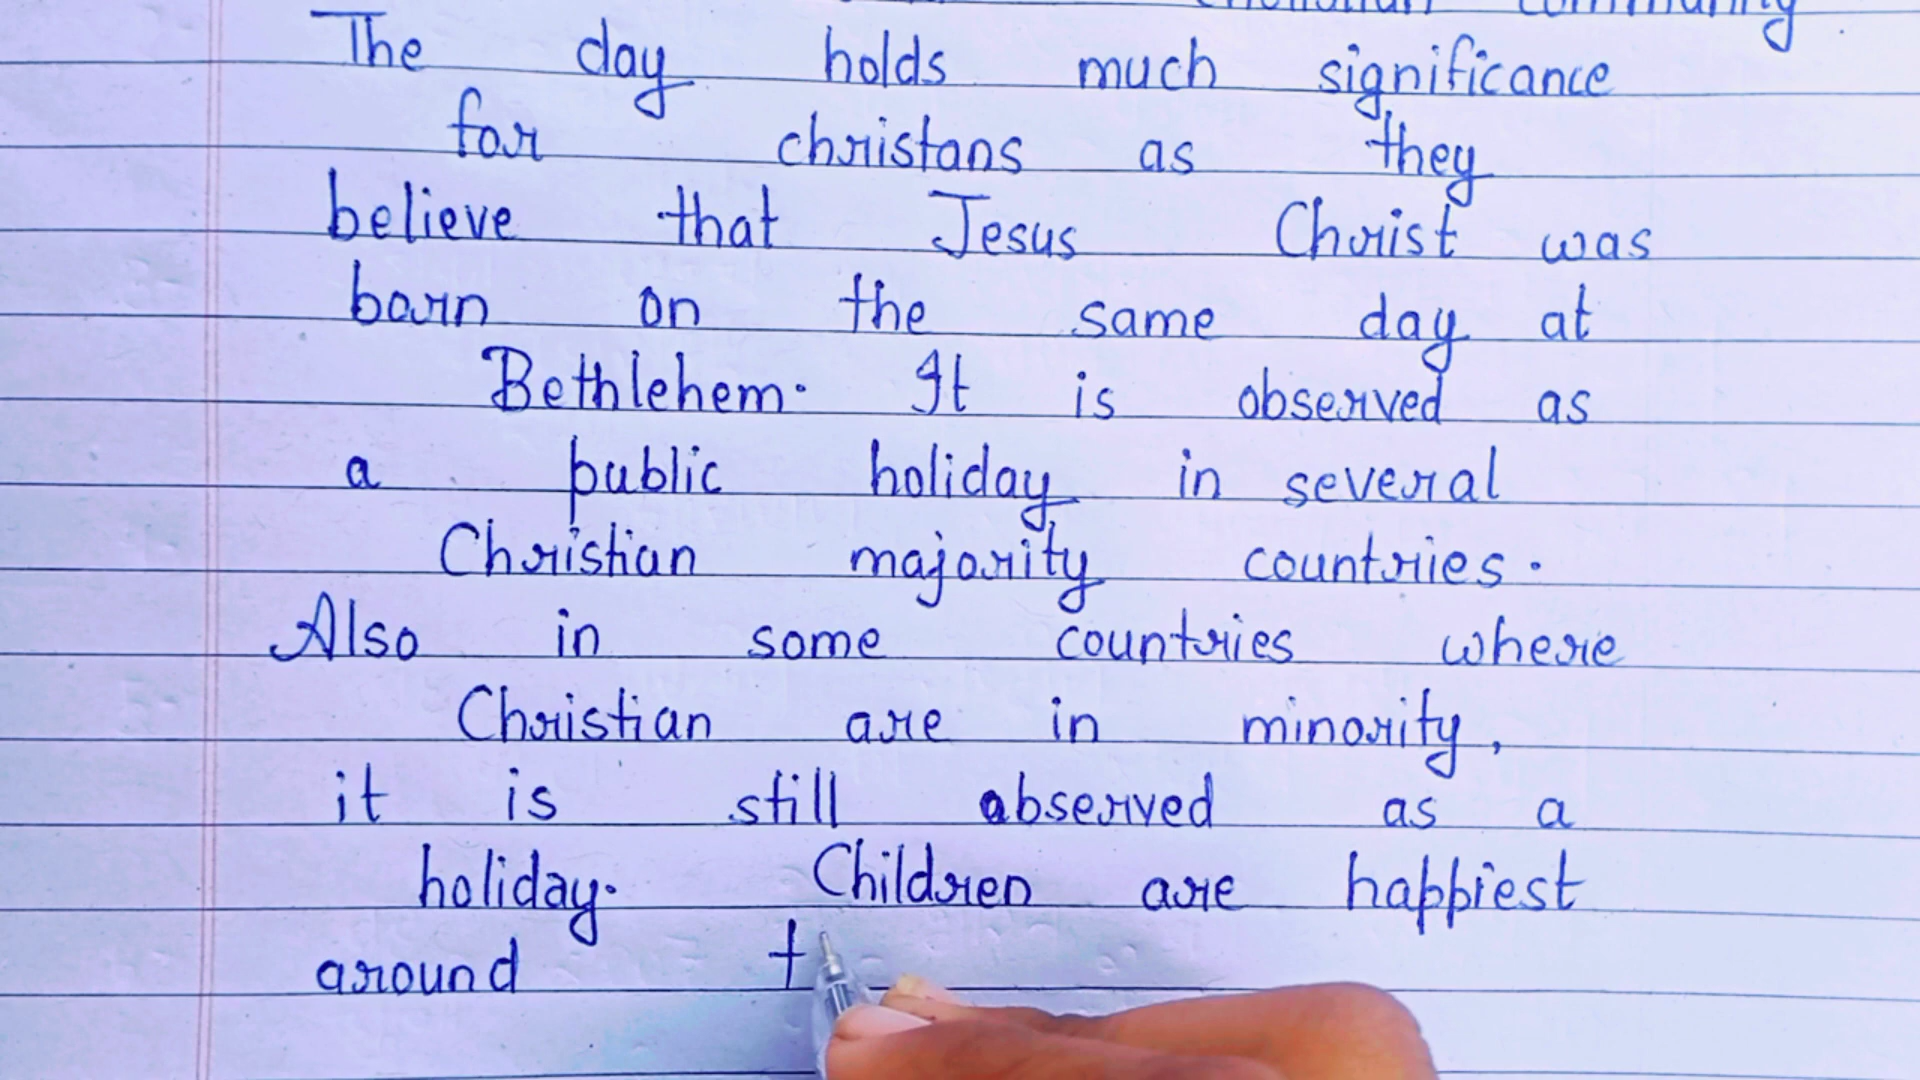 community.
The day holds much significance
for christans as they
believe that Jesus Christ was
born on the same day at
Bethlehem. It is observed as
a public holiday in several
Christian majority countries.
Also in some countries where
Christian are in minority,
it is still observed as a
holiday. Children are happiest
around t